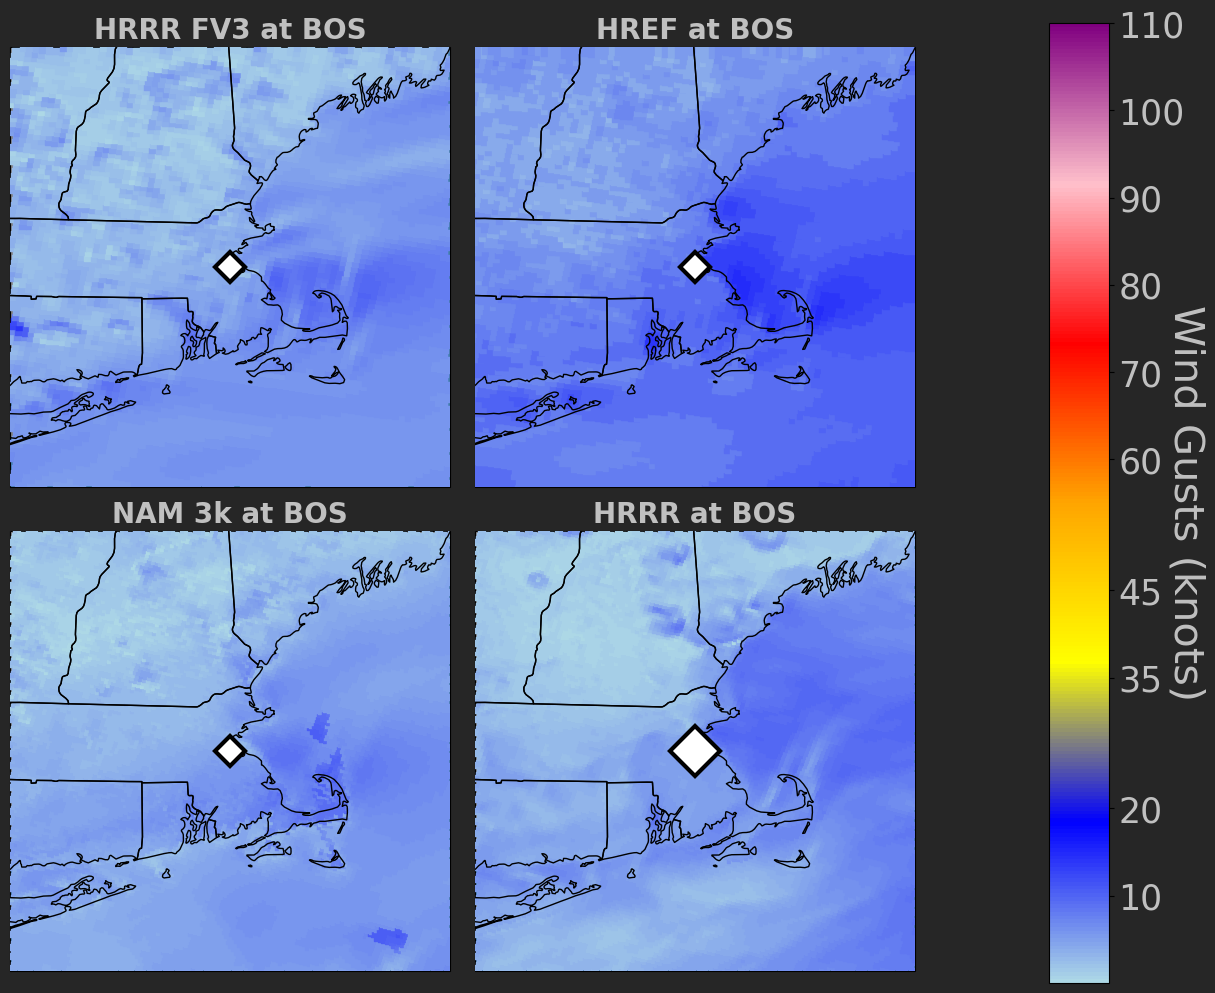 HRRR FV3 at BOS
HREF at BOS
NAM 3k at BOS
HRRR at BOS
110
100
90
80
70
60
45
35
20
10
Wind Gusts (knots)